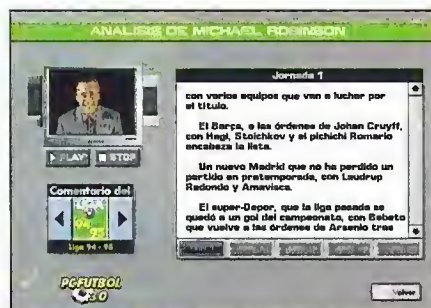 ANALISIS DE MICHAEL ROBINSON
Jornada 1
con varios equipos que van a luchar por
el título.
El Barça, a las órdenes de Johan Cruyff,
con Hagi, Stoichkov y el pichichi Romario
encabeza la lista.
Un nuevo Madrid que no ha perdido un
partido en pretemporada, con Laudrup
Redondo y Amavisca.
El super-Depor, que la liga pasada se
quedó a un gol del campeonato, con Bebeto
que vuelve a las órdenes de Arsenio tras
PLAY
STOP
Comentario del
LIGA
94
95
Liga 94 - 95
PCFUTBOL
3.0
Volver